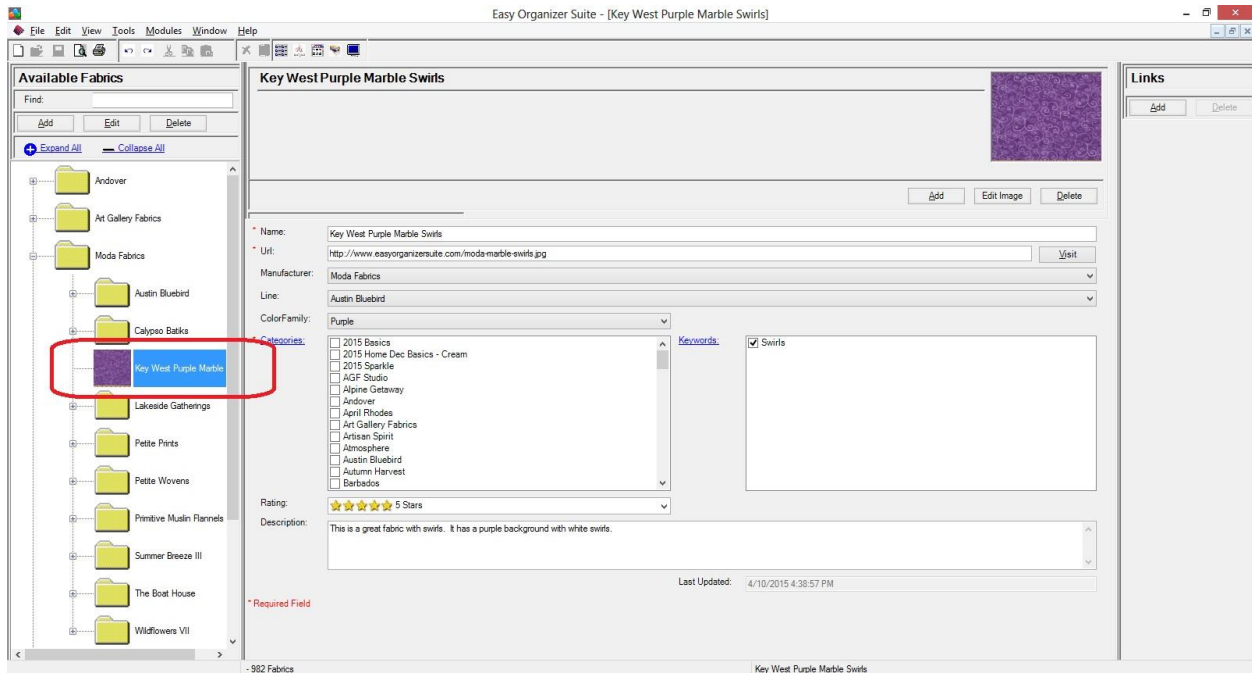 Easy Organizer Suite - [Key West Purple Marble Swirls]
File Edit View Tools Modules Window Help
Available Fabrics
Find:
Add Edit Delete
Expand All Collapse All
Andover
Art Gallery Fabrics
Moda Fabrics
Austin Bluebird
Calypso Batiks
Key West Purple Marble
Lakeside Gatherings
Petite Prints
Petite Wovens
Primitive Muslin Flannels
Summer Breeze III
The Boat House
Wildflowers VII
Key West Purple Marble Swirls
Add Edit Image Delete
* Name: Key West Purple Marble Swirls
* Url: http://www.easyorganizersuite.com/moda-marble-swirls.jpg Visit
Manufacturer: Moda Fabrics
Line: Austin Bluebird
ColorFamily: Purple
* Categories:
2015 Basics
2015 Home Dec Basics - Cream
2015 Sparkle
AGF Studio
Alpine Getaway
Andover
April Rhodes
Art Gallery Fabrics
Artisan Spirit
Atmosphere
Austin Bluebird
Autumn Harvest
Barbados
Keywords: Swirls
Rating: 5 Stars
Description: This is a great fabric with swirls. It has a purple background with white swirls.
Last Updated: 4/10/2015 4:38:57 PM
* Required Field
Links
Add Delete
- 982 Fabrics Key West Purple Marble Swirls